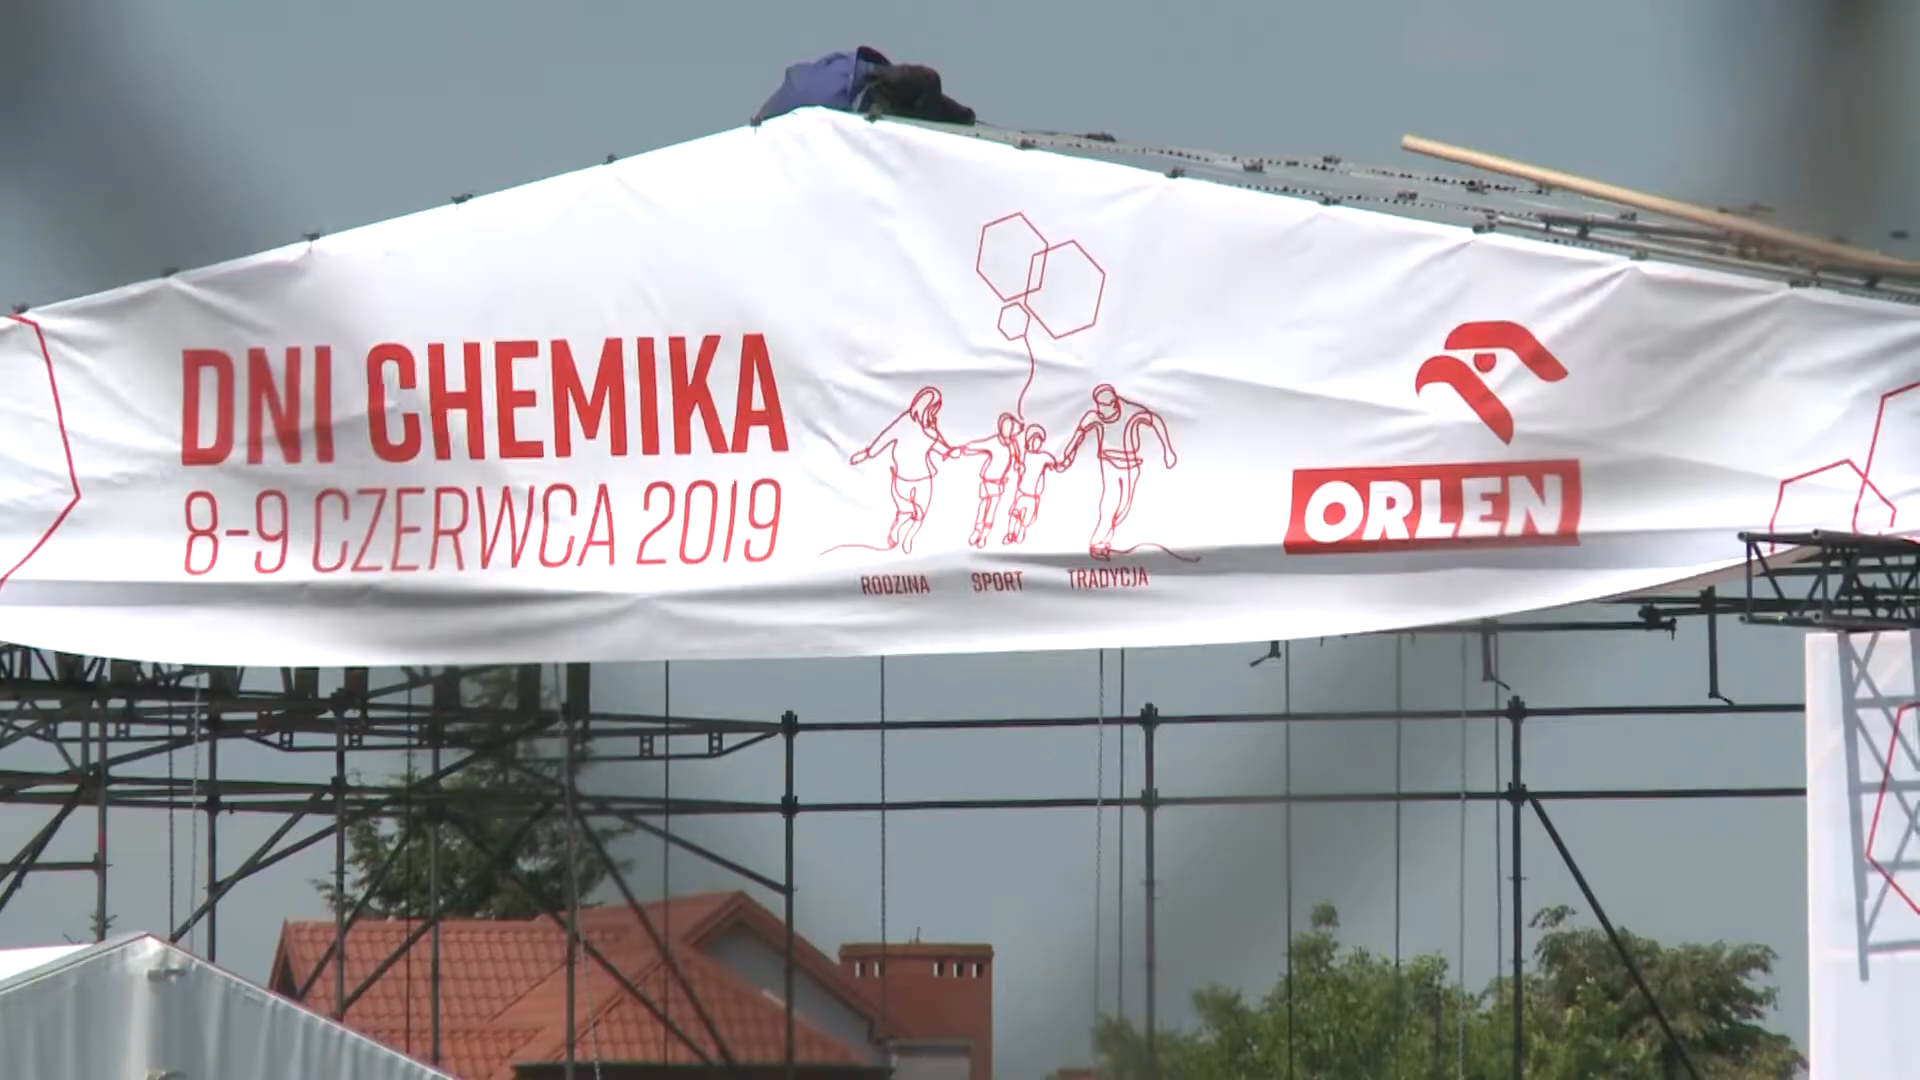 DNI CHEMIKA
8-9 CZERWCA 2019
RODZINA SPORT TRADYCJA
ORLEN